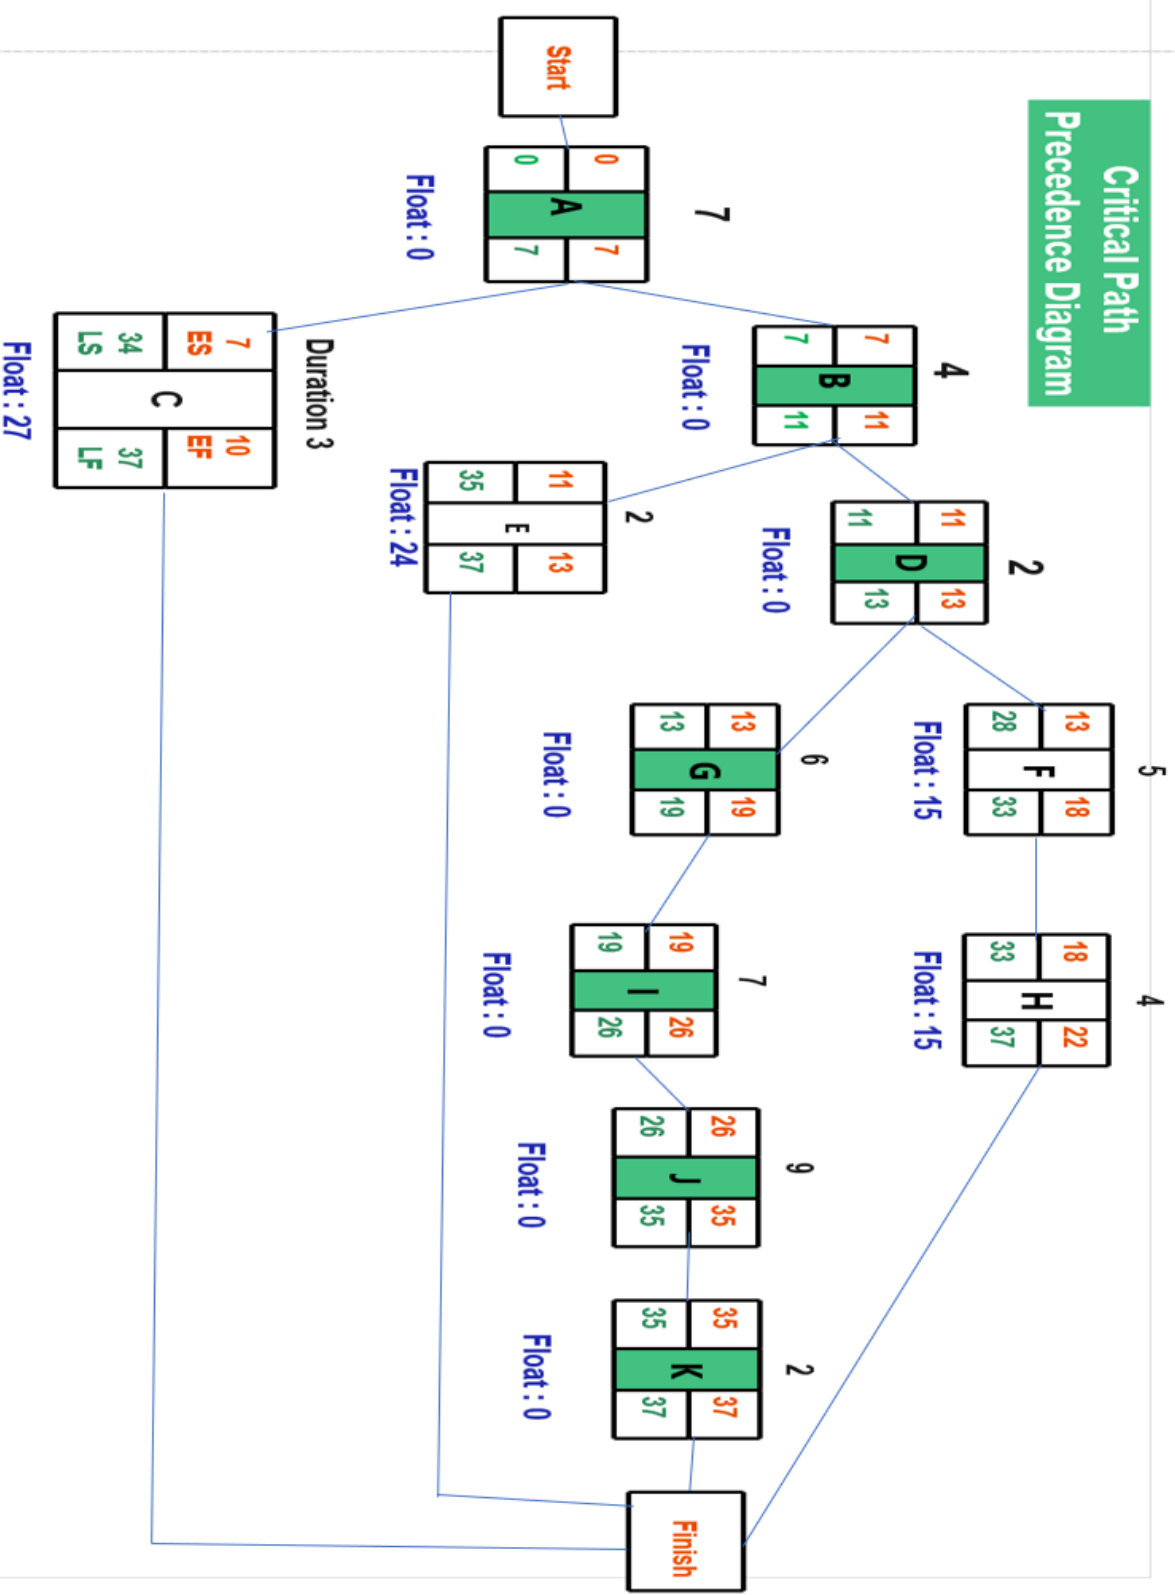 Critical Path
Precedence Diagram
Start
7
0
7
A
0
7
Float : 0
4
7
11
B
7
11
Float : 0
Duration 3
7
ES
10
EF
C
34
LS
37
LF
Float : 27
2
11
13
D
11
13
Float : 0
2
11
13
E
35
37
Float : 24
5
13
18
F
28
33
Float : 15
6
13
19
G
13
19
Float : 0
4
18
22
H
33
37
Float : 15
7
19
26
I
19
26
Float : 0
9
26
35
J
26
35
Float : 0
2
35
37
K
35
37
Float : 0
Finish